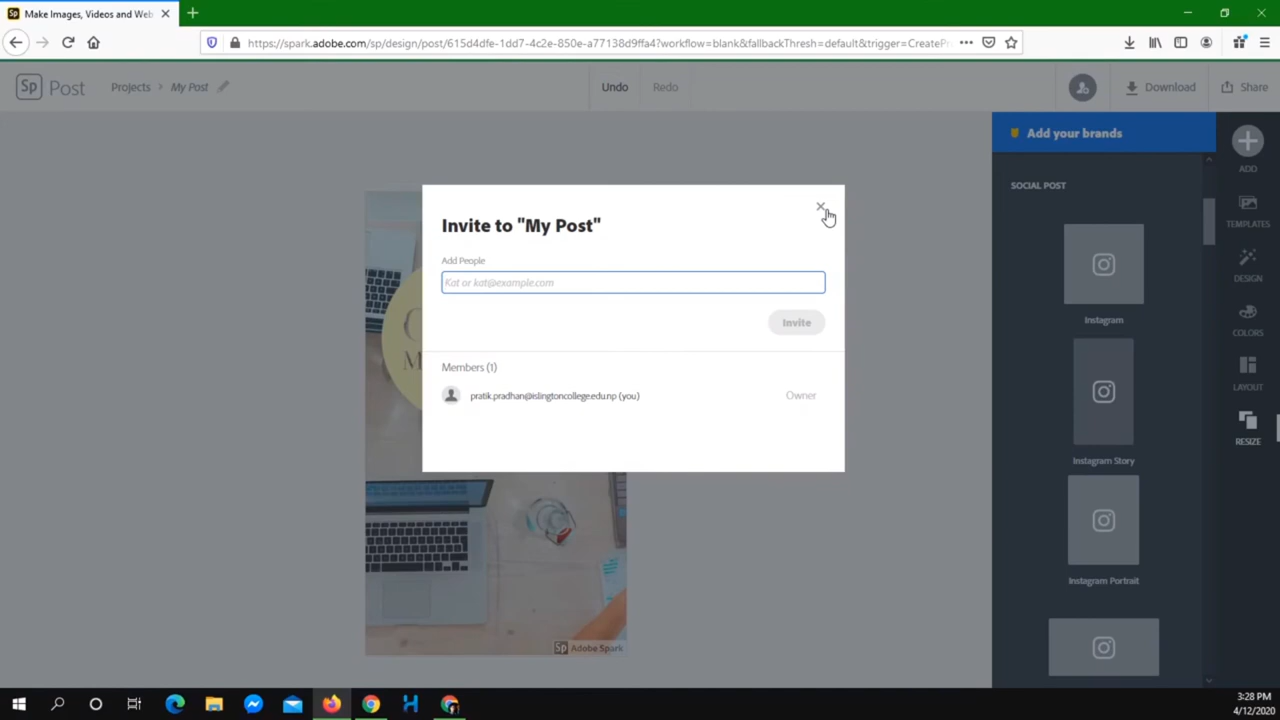 Make Images, Videos and Web
https://spark.adobe.com/sp/design/post/615d4dfe-1dd7-4c2e-850e-a77138d9ffa4?workflow=blank&fallbackThresh=default&trigger=CreatePr
Sp Post Projects > My Post Undo Redo Download Share
Add your brands
ADD
SOCIAL POST
TEMPLATES
Invite to "My Post"
Add People
Kat or kat@example.com
DESIGN
Instagram
Invite
COLORS
Members (1)
LAYOUT
pratik.pradhan@islingtoncollege.edu.np (you) Owner
RESIZE
Instagram Story
Instagram Portrait
Sp Adobe Spark
3:28 PM
4/12/2020